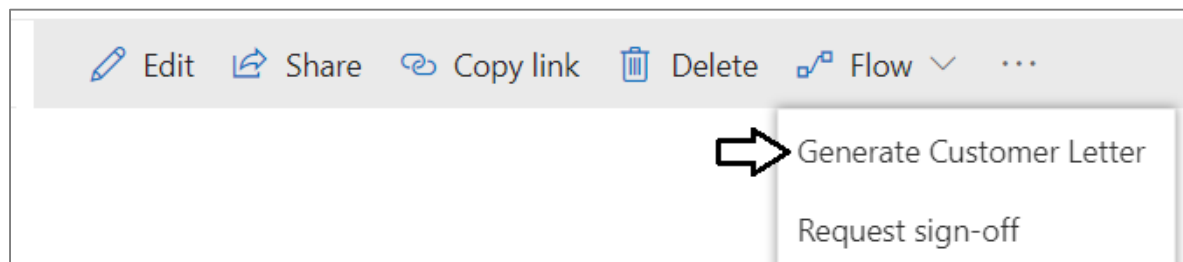 Edit Share Copy link Delete Flow ...
Generate Customer Letter
Request sign-off